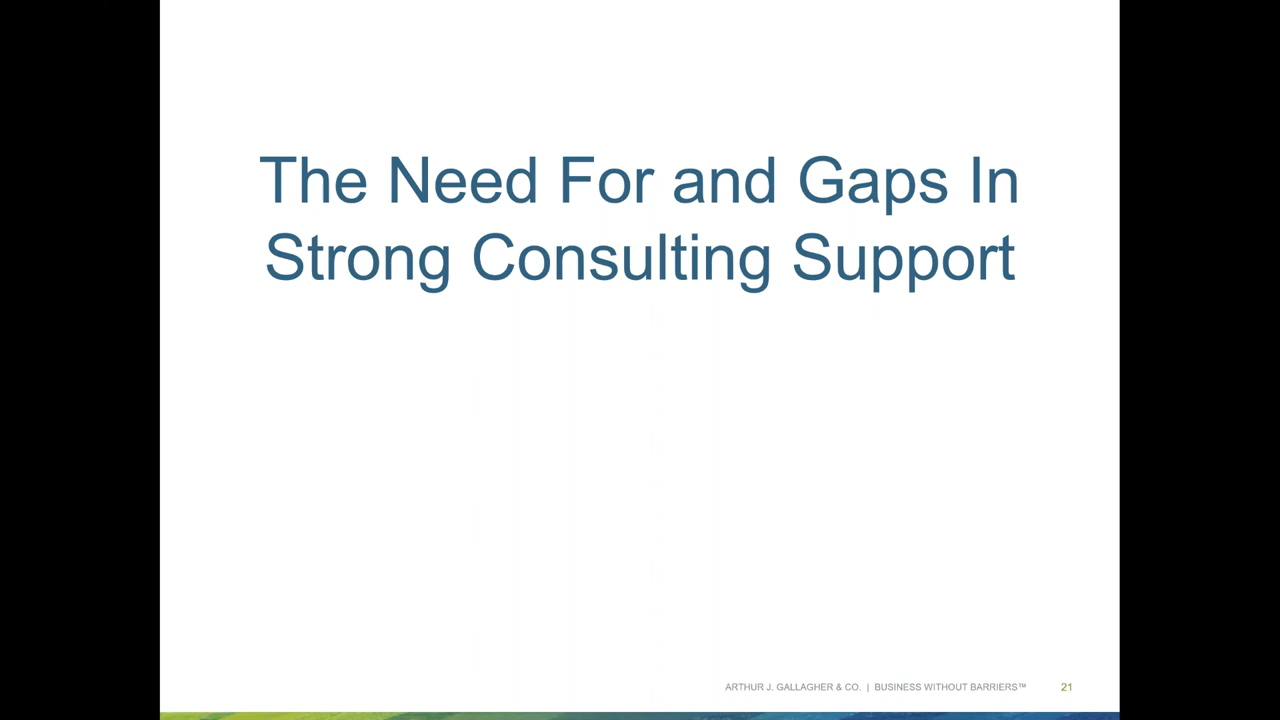 The Need For and Gaps In
Strong Consulting Support
ARTHUR J. GALLAGHER & CO. | BUSINESS WITHOUT BARRIERS™ 21